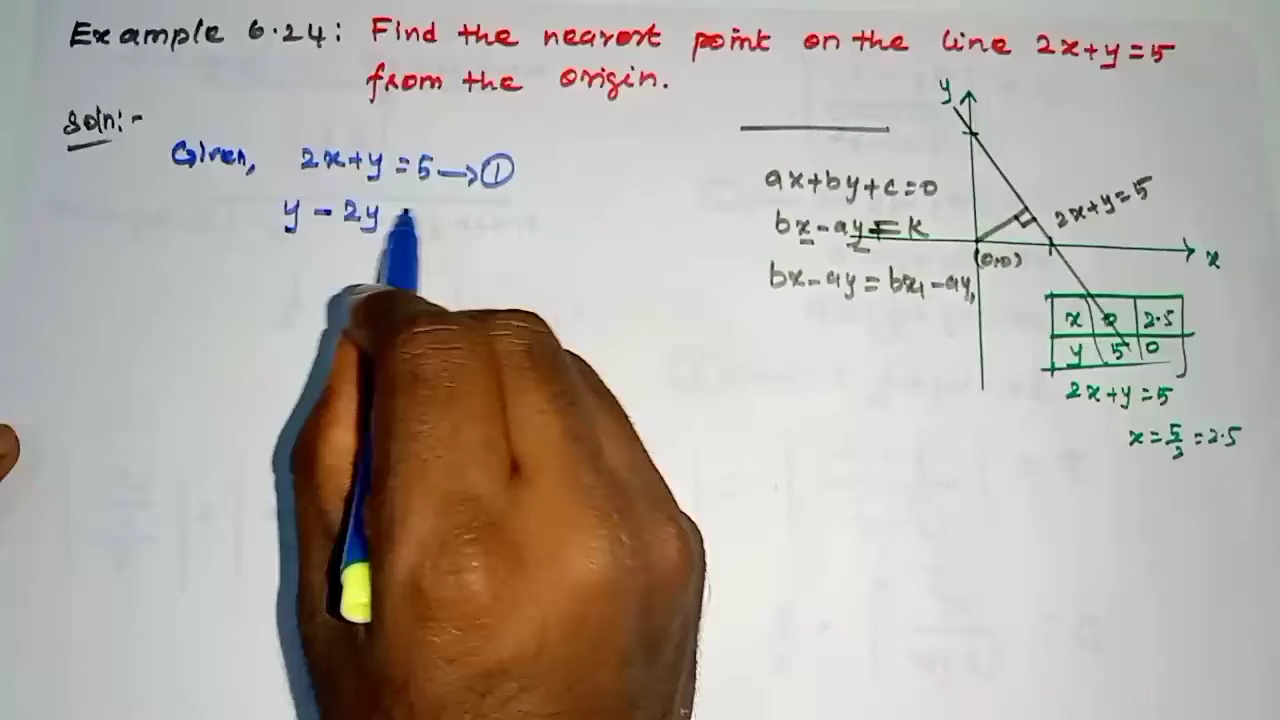 Example 6.24: Find the nearest point on the line 2x+y=5
from the origin.
Soln:-
Given, 2x+y=5→①
y-2y
ax+by+c=0
bx-ay=k
bx-ay=bx₁-ay₁
y
2x+y=5
(0,0)
x
x 0 2.5
y 5 0
2x+y=5
x=5/2=2.5